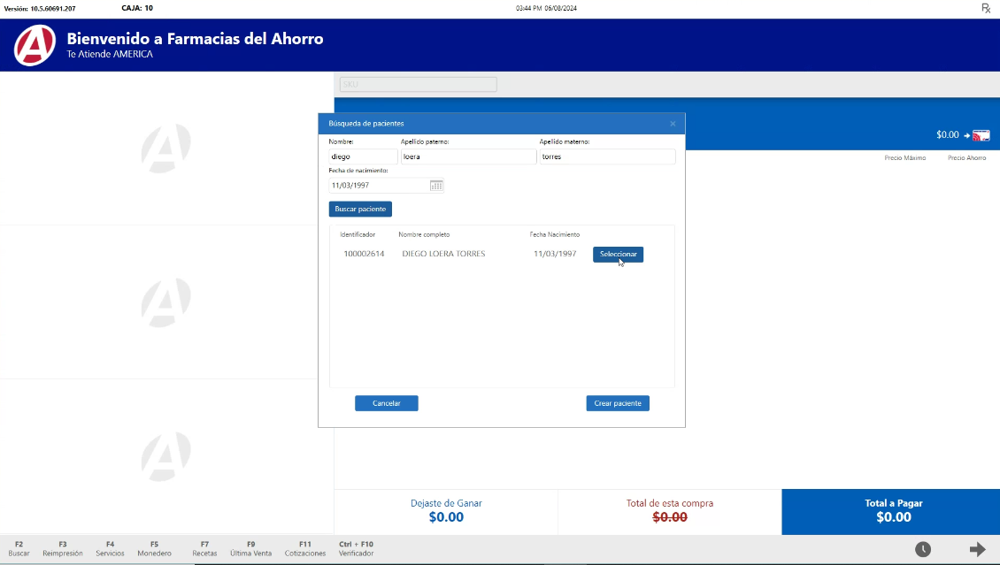 Versión: 10.5.60691.207
CAJA: 10
03:44 PM 06/08/2024
Bienvenido a Farmacias del Ahorro
Te Atiende AMERICA
SKU
$0.00
Precio Máximo Precio Ahorro
Búsqueda de pacientes
Nombre: Apellido paterno: Apellido materno:
diego loera torres
Fecha de nacimiento:
11/03/1997
Buscar paciente
Identificador Nombre completo Fecha Nacimiento
100002614 DIEGO LOERA TORRES 11/03/1997 Seleccionar
Cancelar Crear paciente
Dejaste de Ganar
$0.00
Total de esta compra
$0.00
Total a Pagar
$0.00
F2 F3 F4 F5 F7 F9 F11 Ctrl + F10
Buscar Reimpresión Servicios Monedero Recetas Última Venta Cotizaciones Verificador